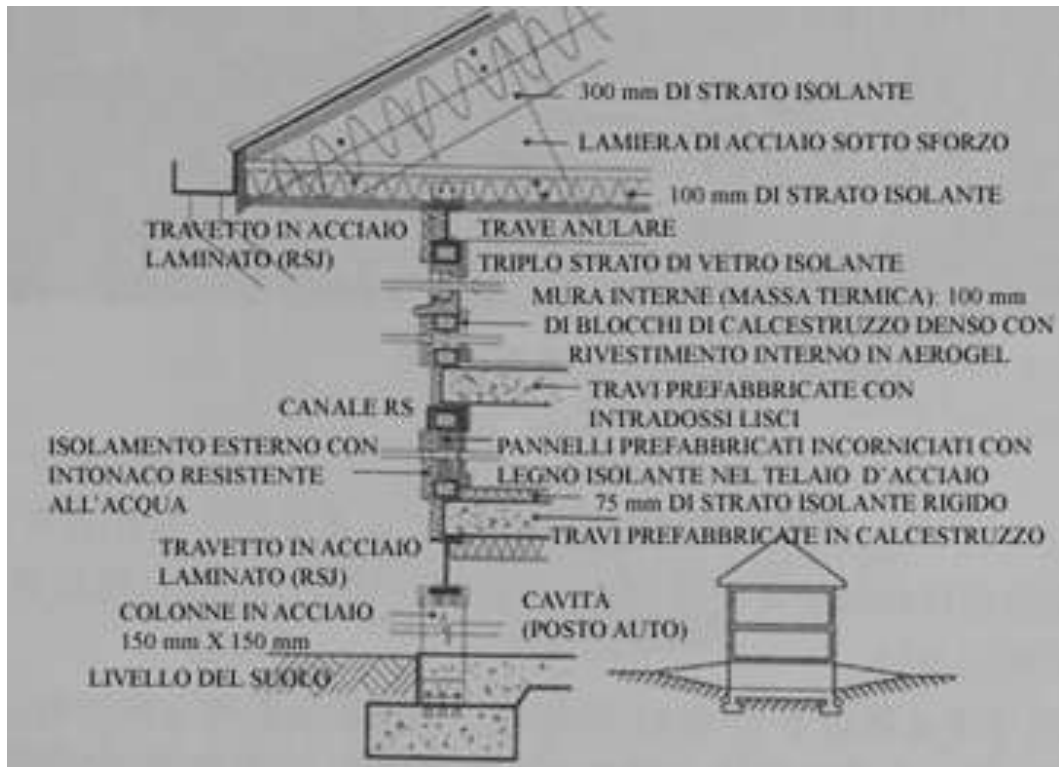 300 mm DI STRATO ISOLANTE
LAMIERA DI ACCIAIO SOTTO SFORZO
100 mm DI STRATO ISOLANTE
TRAVETTO IN ACCIAIO
LAMINATO (RSJ)
TRAVE ANULARE
TRIPLO STRATO DI VETRO ISOLANTE
MURA INTERNE (MASSA TERMICA): 100 mm
DI BLOCCHI DI CALCESTRUZZO DENSO CON
RIVESTIMENTO INTERNO IN AEROGEL
TRAVI PREFABBRICATE CON
INTRADOSSI LISCI
CANALE RS
ISOLAMENTO ESTERNO CON
INTONACO RESISTENTE
ALL'ACQUA
PANNELLI PREFABBRICATI INCORNICIATI CON
LEGNO ISOLANTE NEL TELAIO D'ACCIAIO
75 mm DI STRATO ISOLANTE RIGIDO
TRAVI PREFABBRICATE IN CALCESTRUZZO
TRAVETTO IN ACCIAIO
LAMINATO (RSJ)
COLONNE IN ACCIAIO
150 mm X 150 mm
CAVITÀ
(POSTO AUTO)
LIVELLO DEL SUOLO